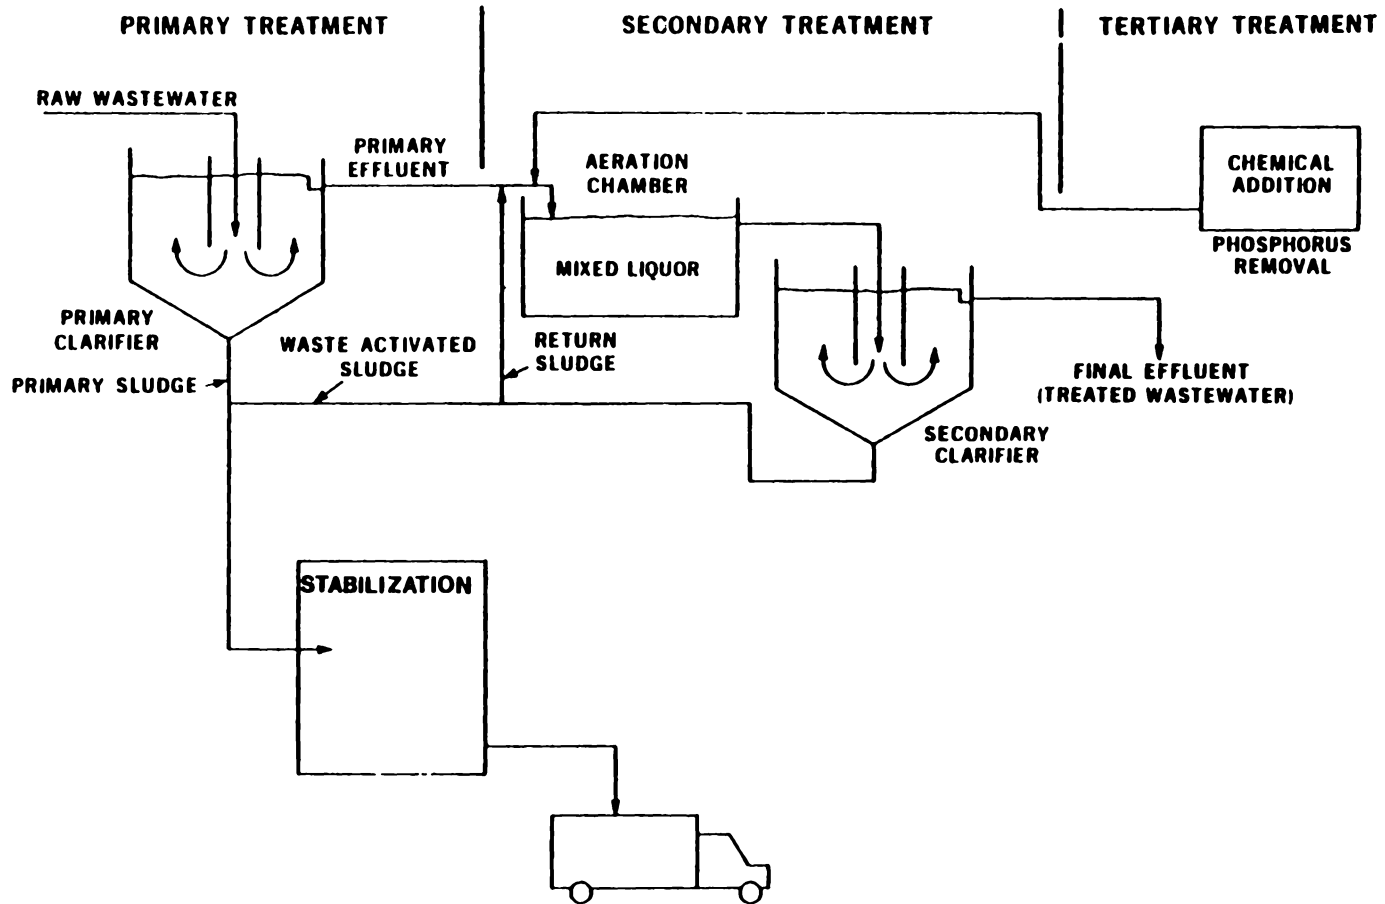 PRIMARY TREATMENT
SECONDARY TREATMENT
TERTIARY TREATMENT
RAW WASTEWATER
PRIMARY
EFFLUENT
AERATION
CHAMBER
CHEMICAL
ADDITION
PHOSPHORUS
REMOVAL
MIXED LIQUOR
PRIMARY
CLARIFIER
WASTE ACTIVATED
SLUDGE
RETURN
SLUDGE
PRIMARY SLUDGE
FINAL EFFLUENT
(TREATED WASTEWATER)
SECONDARY
CLARIFIER
STABILIZATION